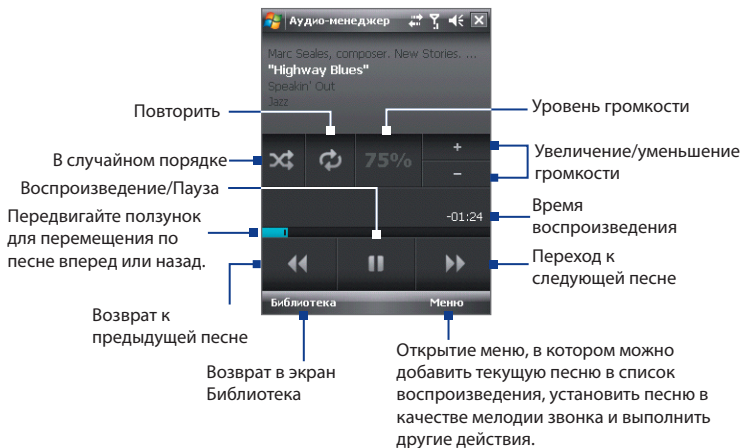 Аудио-менеджер
Marc Seales, composer. New Stories. ...
"Highway Blues"
Speakin' Out
Jazz
Повторить
Уровень громкости
В случайном порядке
75%
+
−
Увеличение/уменьшение
громкости
Воспроизведение/Пауза
Передвигайте ползунок
для перемещения по
песне вперед или назад.
-01:24
Время
воспроизведения
Переход к
следующей песне
Библиотека
Меню
Возврат к
предыдущей песне
Возврат в экран
Библиотека
Открытие меню, в котором можно
добавить текущую песню в список
воспроизведения, установить песню в
качестве мелодии звонка и выполнить
другие действия.